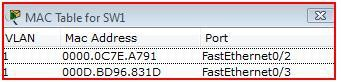 MAC Table for SW1
VLAN Mac Address Port
1 0000.0C7E.A791 FastEthernet0/2
1 000D.BD96.831D FastEthernet0/3